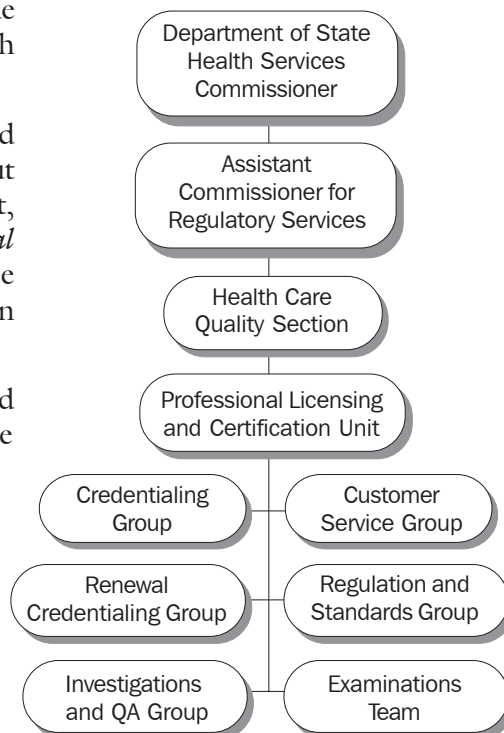 Department of State
Health Services
Commissioner
Assistant
Commissioner for
Regulatory Services
Health Care
Quality Section
Professional Licensing
and Certification Unit
Credentialing
Group
Customer
Service Group
Renewal
Credentialing Group
Regulation and
Standards Group
Investigations
and QA Group
Examinations
Team